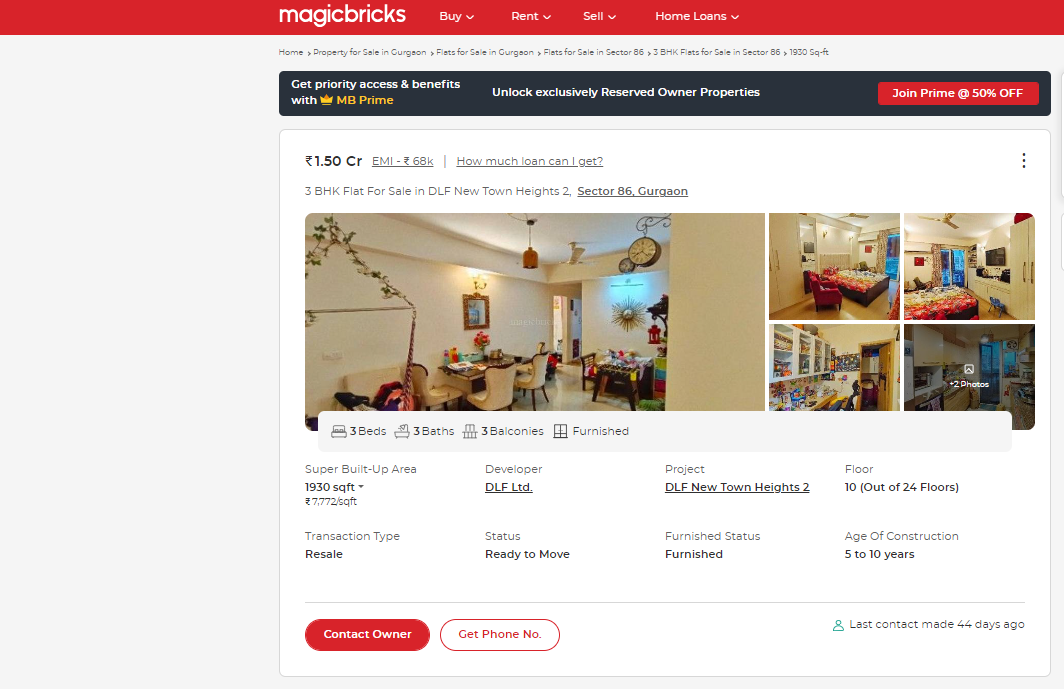 magicbricks Buy Rent Sell Home Loans
Home > Property for Sale in Gurgaon > Flats for Sale in Gurgaon > Flats for Sale in Sector 86 > 3 BHK Flats for Sale in Sector 86 > 1930 Sq-ft
Get priority access & benefits
with MB Prime
Unlock exclusively Reserved Owner Properties
Join Prime @ 50% OFF
₹1.50 Cr EMI - ₹ 68k | How much loan can I get?
3 BHK Flat For Sale in DLF New Town Heights 2, Sector 86, Gurgaon
magicbricks
+2 Photos
3 Beds 3 Baths 3 Balconies Furnished
Super Built-Up Area
1930 sqft
₹7,772/sqft
Developer
DLF Ltd.
Project
DLF New Town Heights 2
Floor
10 (Out of 24 Floors)
Transaction Type
Resale
Status
Ready to Move
Furnished Status
Furnished
Age Of Construction
5 to 10 years
Contact Owner Get Phone No.
Last contact made 44 days ago